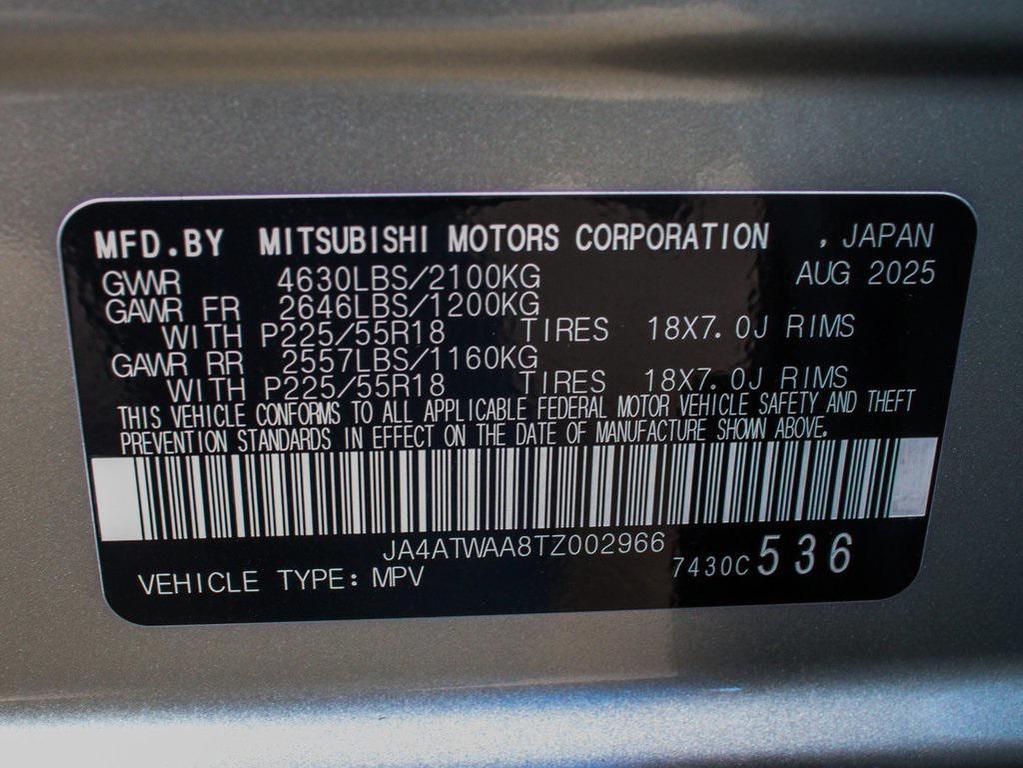 MFD.BY MITSUBISHI MOTORS CORPORATION , JAPAN
GVWR 4630LBS/2100KG AUG 2025
GAWR FR 2646LBS/1200KG
WITH P225/55R18 TIRES 18X7.0J RIMS
GAWR RR 2557LBS/1160KG
WITH P225/55R18 TIRES 18X7.0J RIMS
THIS VEHICLE CONFORMS TO ALL APPLICABLE FEDERAL MOTOR VEHICLE SAFETY AND THEFT
PREVENTION STANDARDS IN EFFECT ON THE DATE OF MANUFACTURE SHOWN ABOVE.
JA4ATWAA8TZ002966
VEHICLE TYPE: MPV 7430C 536